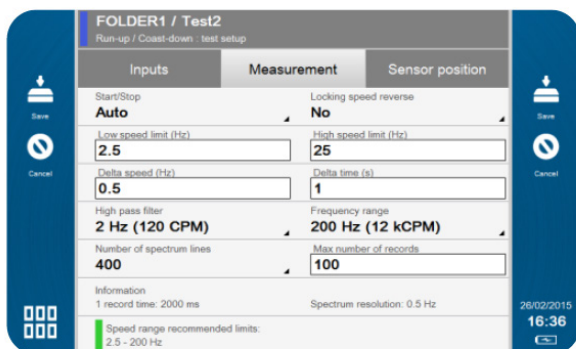 FOLDER1 / Test2
Run-up / Coast-down : test
setup
Inputs
Measurement
Sensor position
Save
Cancel
Start/Stop
Auto
Locking speed reverse
No
Low speed limit (Hz)
2.5
High speed limit (Hz)
25
Delta speed (Hz)
0.5
Delta time (s)
1
High pass filter
2 Hz (120 CPM)
Frequency range
200 Hz (12 kCPM)
Number of spectrum lines
400
Max number of records
100
Information
1 record time: 2000 ms
Spectrum resolution: 0.5 Hz
Speed range recommended limits:
2.5 - 200 Hz
Save
Cancel
26/02/2015
16:36